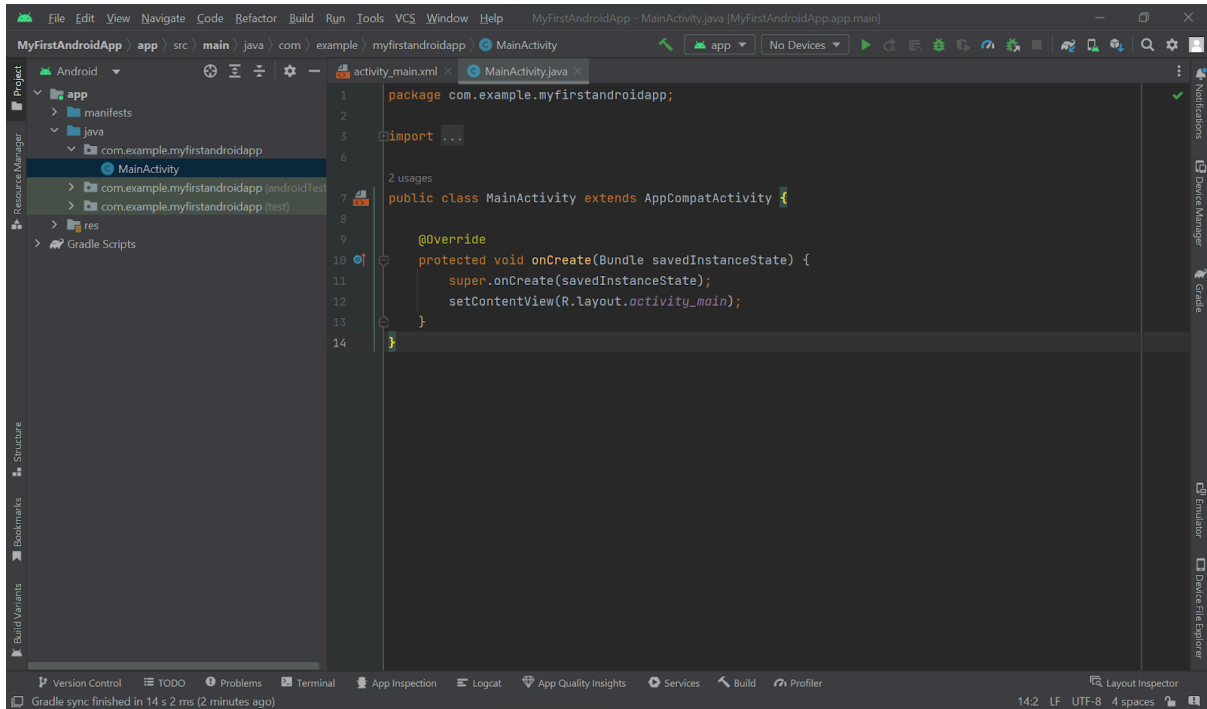 File Edit View Navigate Code Refactor Build Run Tools VCS Window Help MyFirstAndroidApp - MainActivity.java [MyFirstAndroidApp.app.main]
MyFirstAndroidApp app src main java com example myfirstandroidapp MainActivity app No Devices
Project
Resource Manager
Structure
Bookmarks
Build Variants
Android
app
manifests
java
com.example.myfirstandroidapp
MainActivity
com.example.myfirstandroidapp (androidTest
com.example.myfirstandroidapp (test)
res
Gradle Scripts
activity_main.xml MainActivity.java
1 package com.example.myfirstandroidapp;
2
3 import ...
6
2 usages
7 public class MainActivity extends AppCompatActivity {
8
9 @Override
10 protected void onCreate(Bundle savedInstanceState) {
11 super.onCreate(savedInstanceState);
12 setContentView(R.layout.activity_main);
13 }
14 }
Notifications
Device Manager
Gradle
Emulator
Device File Explorer
Version Control TODO Problems Terminal App Inspection Logcat App Quality Insights Services Build Profiler Layout Inspector
Gradle sync finished in 14 s 2 ms (2 minutes ago) 14:2 LF UTF-8 4 spaces